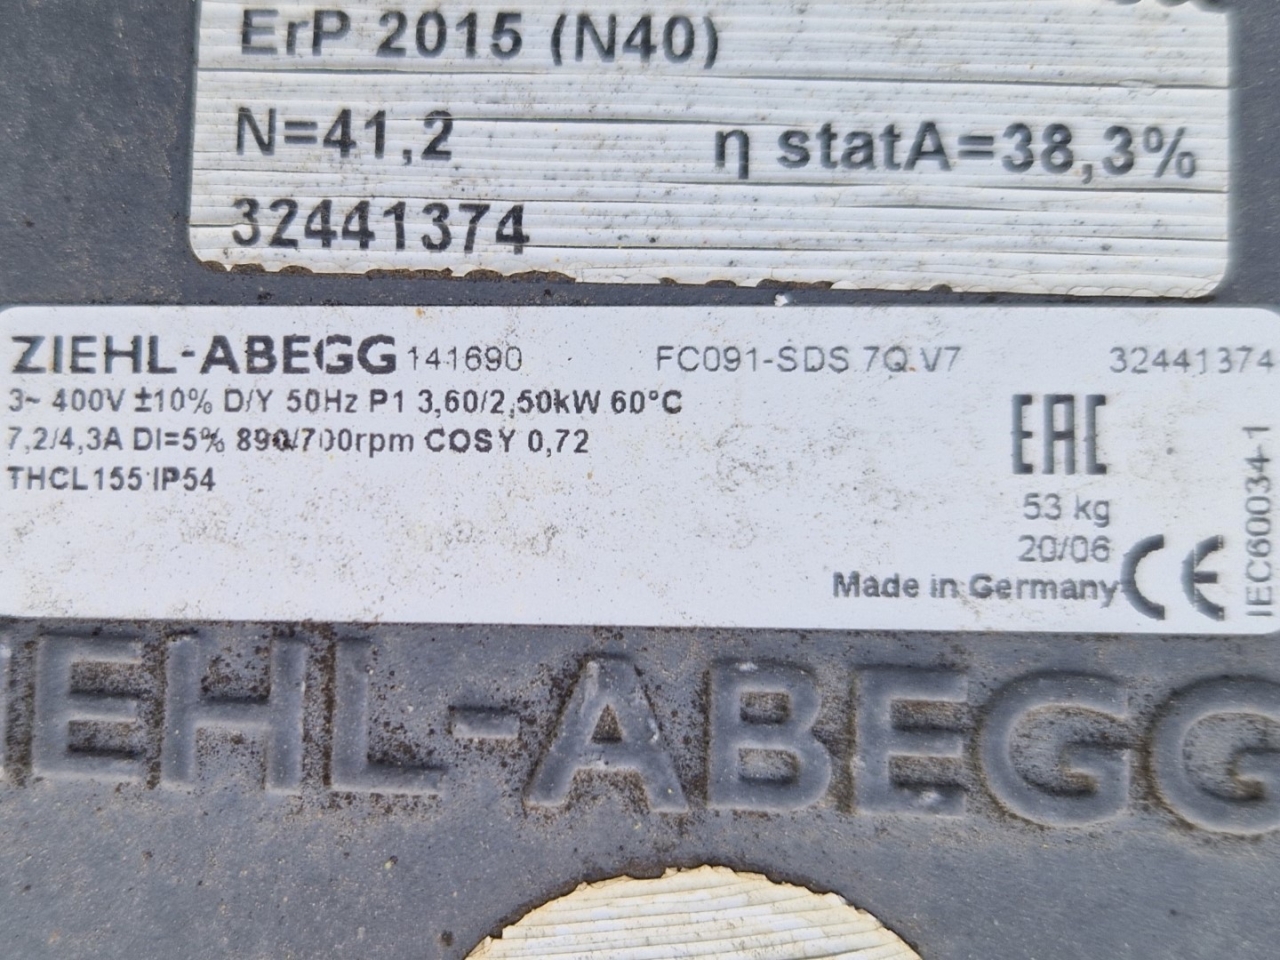 ErP 2015 (N40)
N=41,2 η statA=38,3%
32441374
ZIEHL-ABEGG 141690 FC091-SDS.7Q.V7 32441374
3~ 400V ±10% D/Y 50Hz P1 3,60/2,50kW 60°C
7,2/4,3A DI=5% 890/700rpm COSY 0,72
THCL155 IP54
EAC
53 kg
20/06
Made in Germany CE
IEC60034-1
ZIEHL-ABEGG